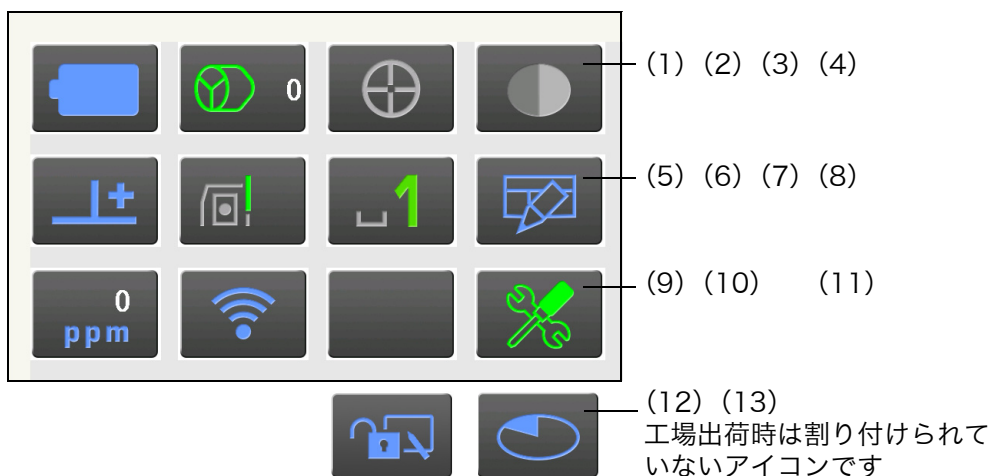 0
(1) (2) (3) (4)
1
(5) (6) (7) (8)
0
ppm
(9) (10) (11)
(12) (13)
工場出荷時は割り付けられて
いないアイコンです